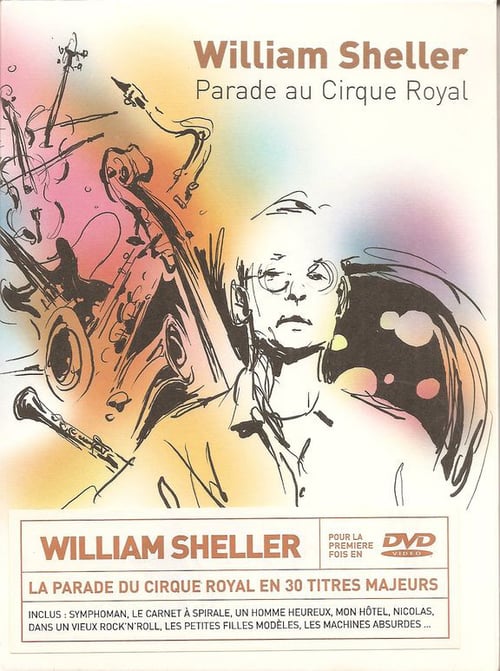 William Sheller
Parade au Cirque Royal
WILLIAM SHELLER
POUR LA
PREMIÈRE
FOIS EN
DVD
VIDEO
LA PARADE DU CIRQUE ROYAL EN 30 TITRES MAJEURS
INCLUS : SYMPHOMAN, LE CARNET À SPIRALE, UN HOMME HEUREUX, MON HÔTEL, NICOLAS,
DANS UN VIEUX ROCK'N'ROLL, LES PETITES FILLES MODÈLES, LES MACHINES ABSURDES ...